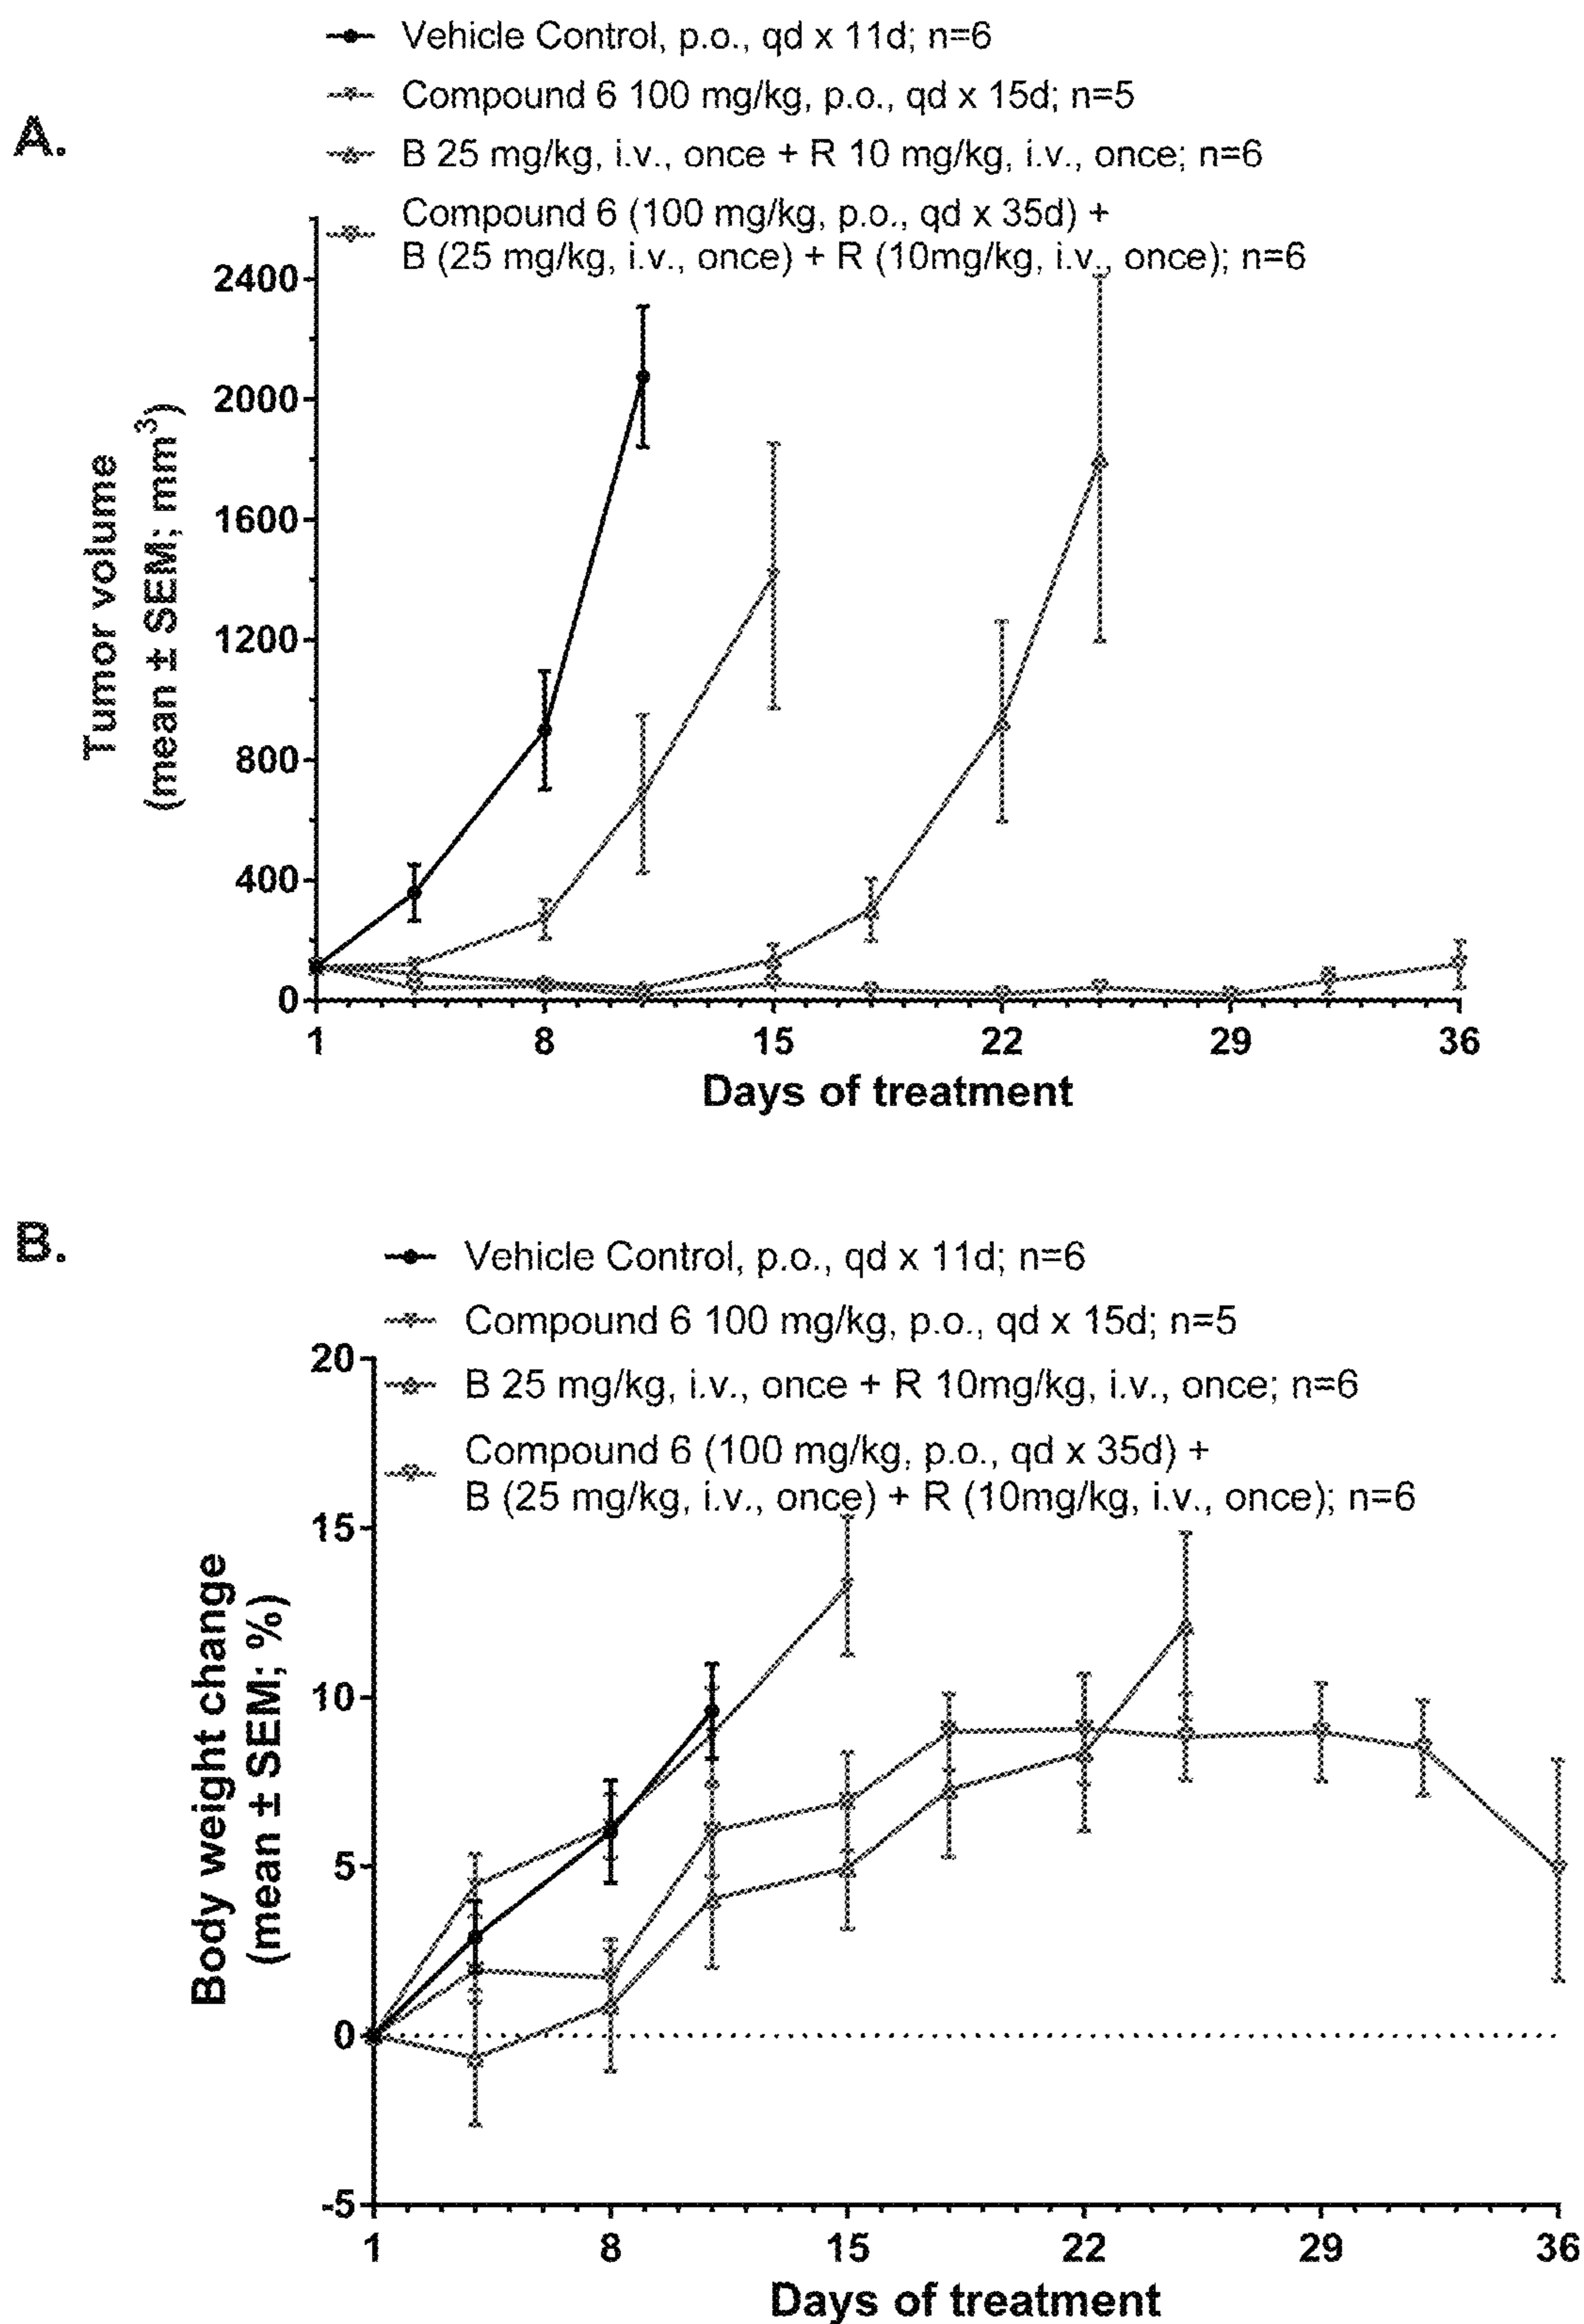 A.
Vehicle Control, p.o., qd x 11d; n=6
Compound 6 100 mg/kg, p.o., qd x 15d; n=5
B 25 mg/kg, i.v., once + R 10 mg/kg, i.v., once; n=6
Compound 6 (100 mg/kg, p.o., qd x 35d) +
B (25 mg/kg, i.v., once) + R (10mg/kg, i.v., once); n=6
Tumor volume
(mean ± SEM; mm³)
2400
2000
1600
1200
800
400
0
1 8 15 22 29 36
Days of treatment
B.
Vehicle Control, p.o., qd x 11d; n=6
Compound 6 100 mg/kg, p.o., qd x 15d; n=5
B 25 mg/kg, i.v., once + R 10mg/kg, i.v., once; n=6
Compound 6 (100 mg/kg, p.o., qd x 35d) +
B (25 mg/kg, i.v., once) + R (10mg/kg, i.v., once); n=6
Body weight change
(mean ± SEM; %)
20
15
10
5
0
-5
1 8 15 22 29 36
Days of treatment